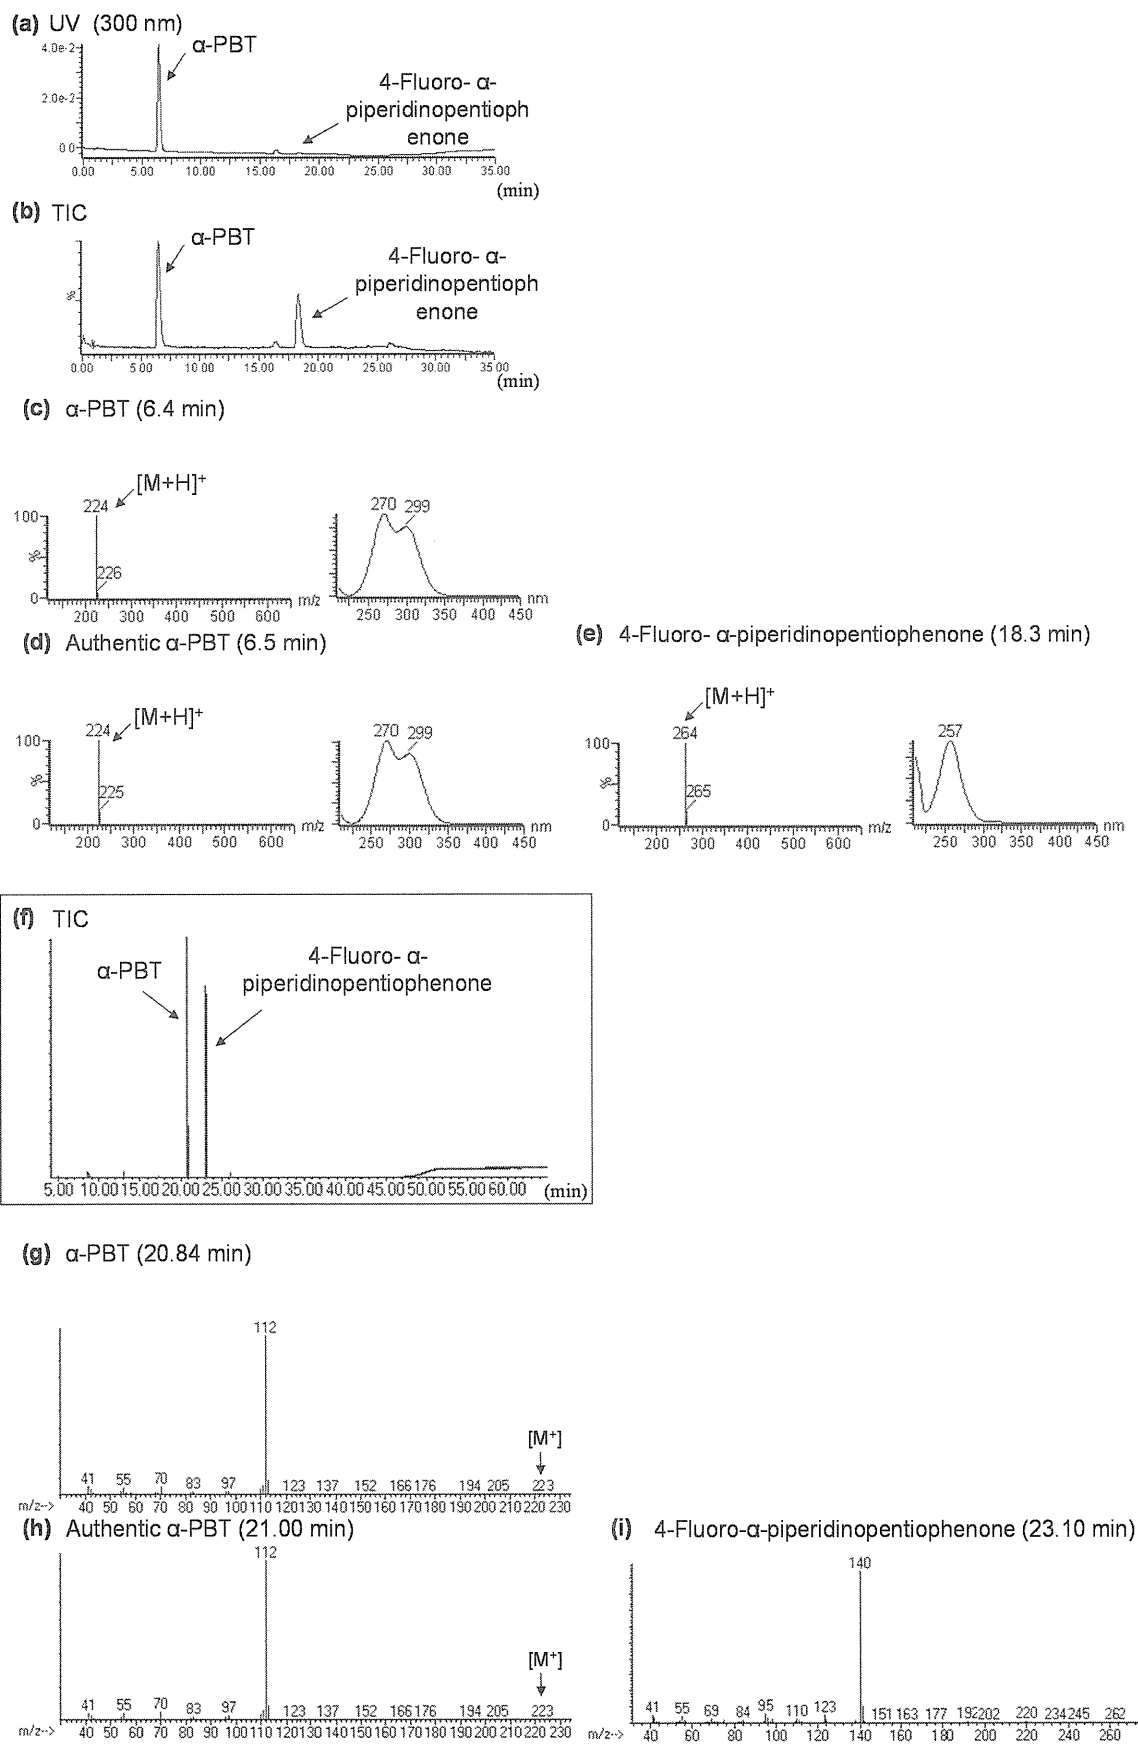 (a) UV (300 nm)
4.0e-2
2.0e-2
0.0
α-PBT
4-Fluoro- α-
piperidinopentioph
enone
0.00 5.00 10.00 15.00 20.00 25.00 30.00 35.00
(min)
(b) TIC
%
α-PBT
4-Fluoro- α-
piperidinopentioph
enone
0.00 5.00 10.00 15.00 20.00 25.00 30.00 35.00
(min)
(c) α-PBT (6.4 min)
[M+H]+
224
226
100
%
0
200 300 400 500 600 m/z
270 299
250 300 350 400 450 nm
(d) Authentic α-PBT (6.5 min)
[M+H]+
224
225
100
%
0
200 300 400 500 600 m/z
270 299
250 300 350 400 450 nm
(e) 4-Fluoro- α-piperidinopentiophenone (18.3 min)
[M+H]+
264
265
100
%
0
200 300 400 500 600 m/z
257
250 300 350 400 450 nm
(f) TIC
α-PBT
4-Fluoro- α-
piperidinopentiophenone
5.00 10.00 15.00 20.00 25.00 30.00 35.00 40.00 45.00 50.00 55.00 60.00 (min)
(g) α-PBT (20.84 min)
112
[M+]
41 55 70 83 97 123 137 152 166 176 194 205 223
m/z--> 40 50 60 70 80 90 100 110 120 130 140 150 160 170 180 190 200 210 220 230
(h) Authentic α-PBT (21.00 min)
112
[M+]
41 55 70 83 97 123 137 152 166 176 194 205 223
m/z--> 40 50 60 70 80 90 100 110 120 130 140 150 160 170 180 190 200 210 220 230
(i) 4-Fluoro-α-piperidinopentiophenone (23.10 min)
140
41 55 69 84 95 110 123 151 163 177 192 202 220 234 245 262
m/z--> 40 60 80 100 120 140 160 180 200 220 240 260